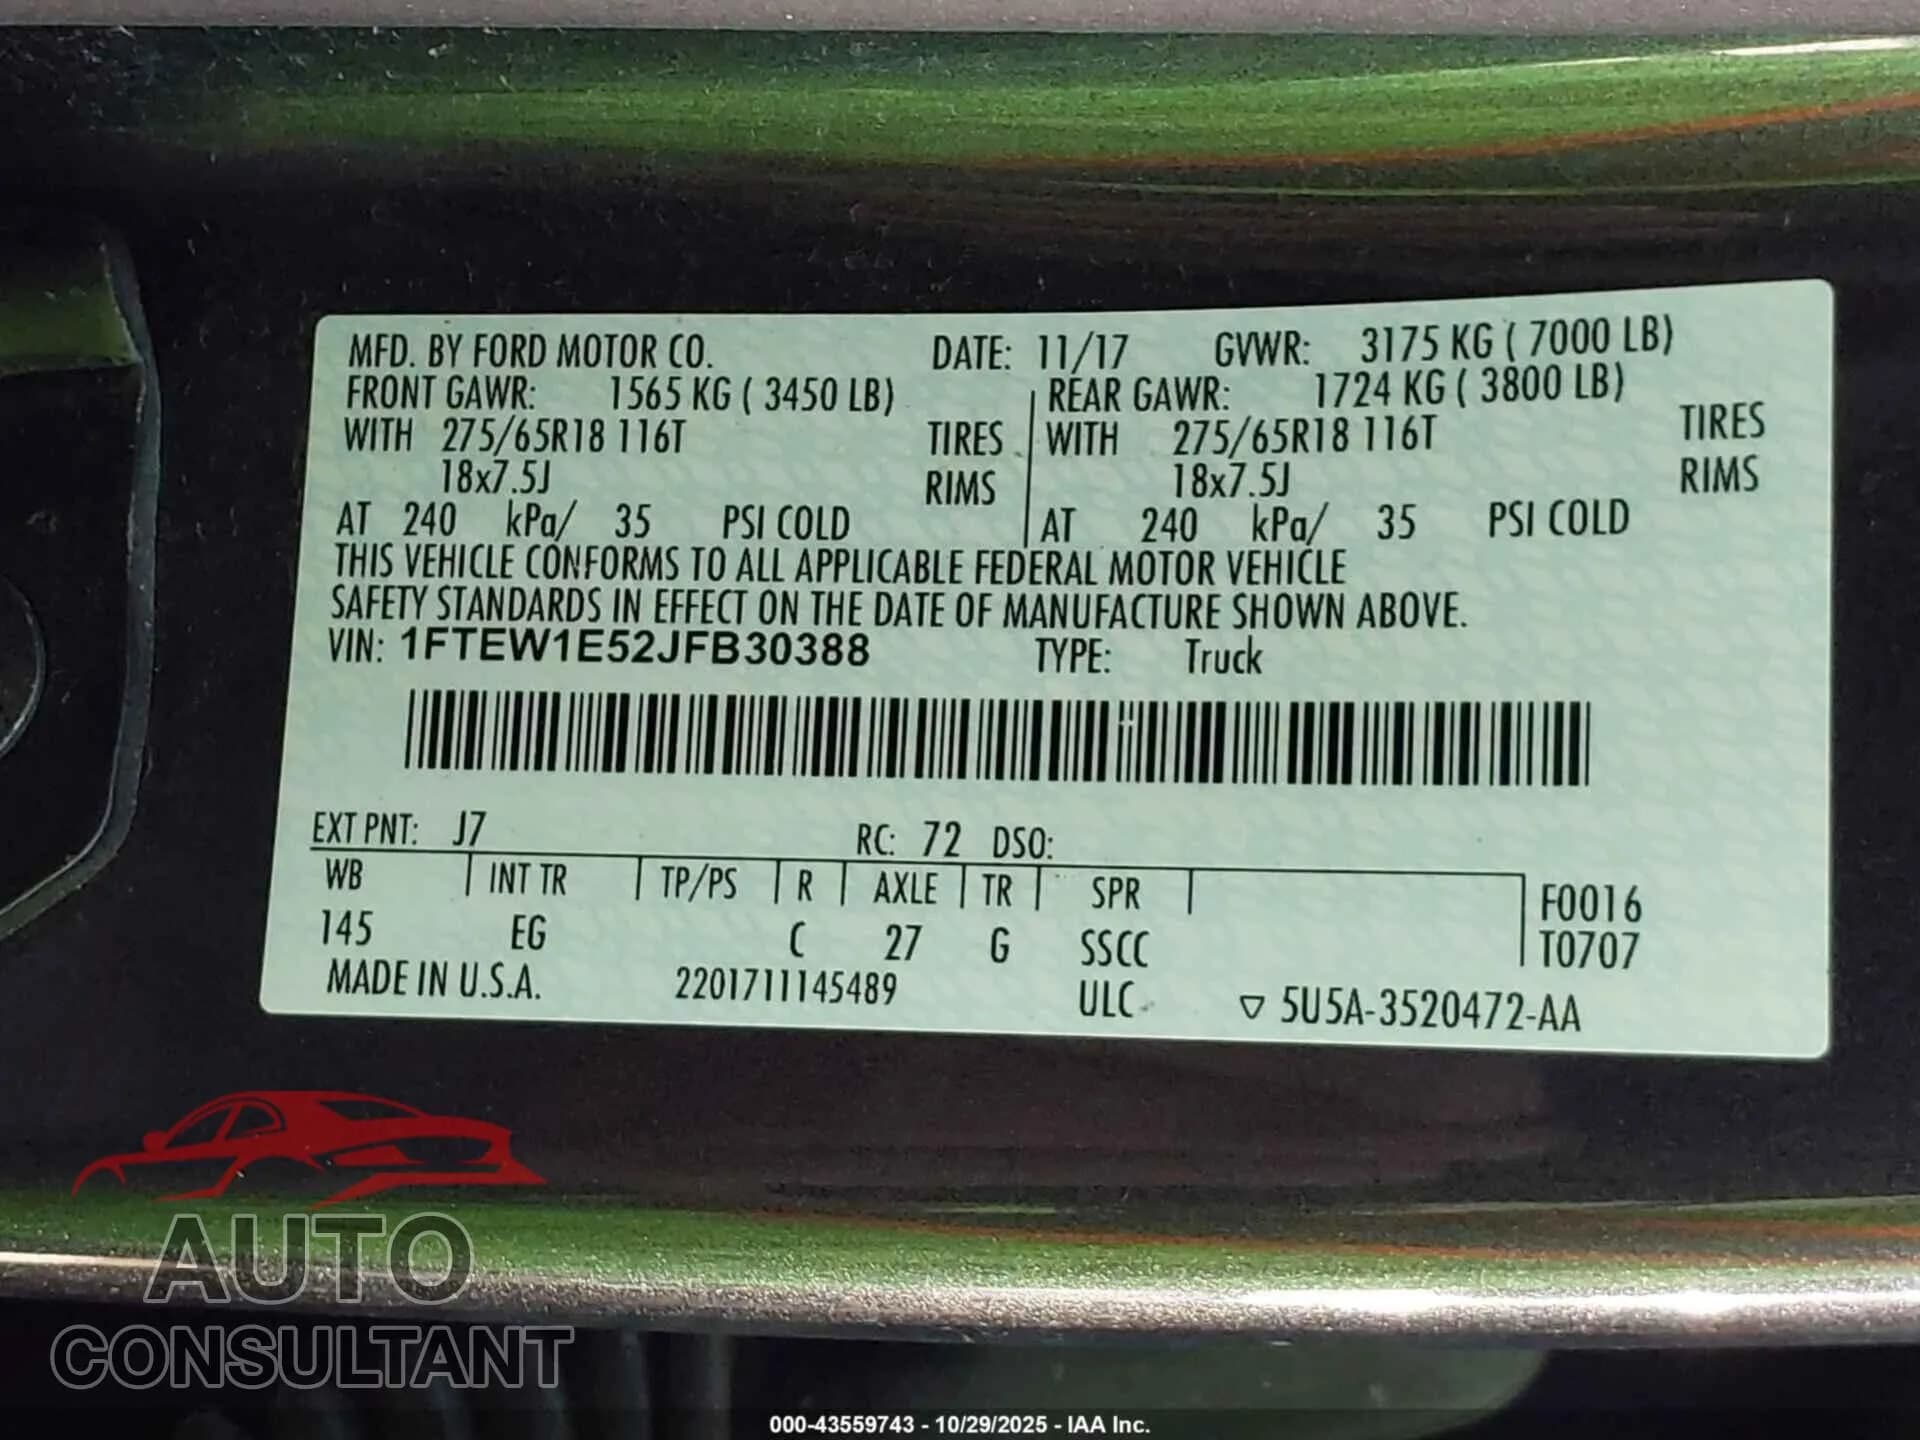 MFD. BY FORD MOTOR CO. DATE: 11/17 GVWR: 3175 KG ( 7000 LB)
FRONT GAWR: 1565 KG ( 3450 LB) REAR GAWR: 1724 KG ( 3800 LB)
WITH 275/65R18 116T TIRES WITH 275/65R18 116T TIRES
18x7.5J RIMS 18x7.5J RIMS
AT 240 kPa/ 35 PSI COLD AT 240 kPa/ 35 PSI COLD
THIS VEHICLE CONFORMS TO ALL APPLICABLE FEDERAL MOTOR VEHICLE
SAFETY STANDARDS IN EFFECT ON THE DATE OF MANUFACTURE SHOWN ABOVE.
VIN: 1FTEW1E52JFB30388 TYPE: Truck
EXT PNT: J7 RC: 72 DSO:
WB INT TR TP/PS R AXLE TR SPR F0016
145 EG C 27 G SSCC T0707
MADE IN U.S.A. 2201711145489 ULC ▽ 5U5A-3520472-AA
AUTO
CONSULTANT
000-43559743 - 10/29/2025 - IAA Inc.